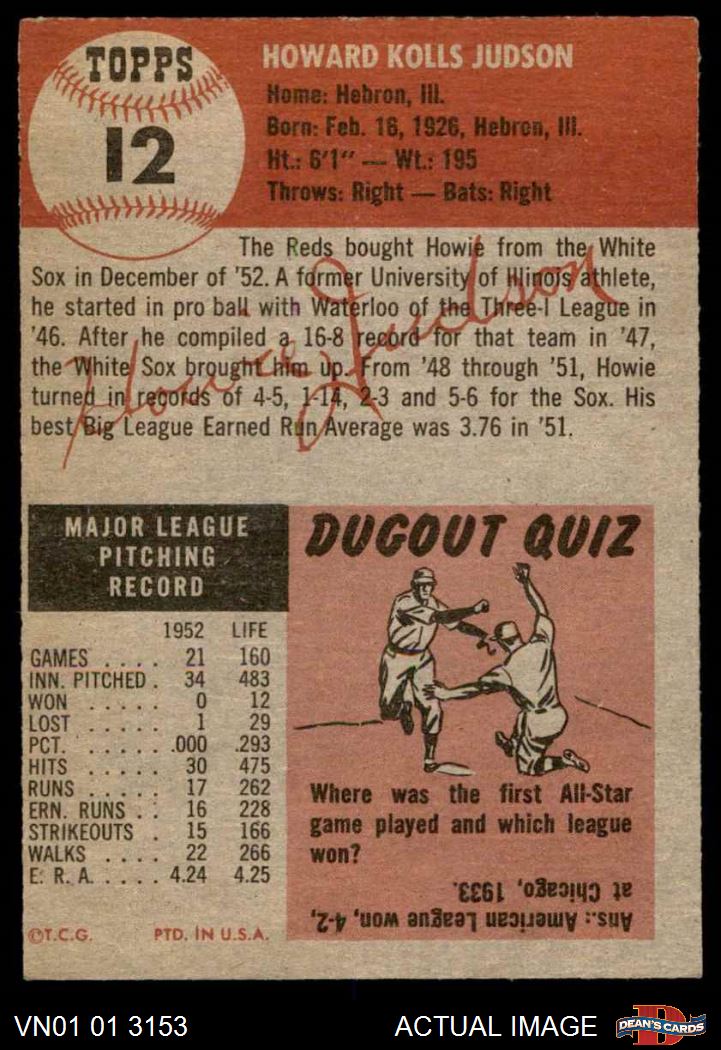 TOPPS
12
HOWARD KOLLS JUDSON
Home: Hebron, Ill.
Born: Feb. 16, 1926, Hebron, Ill.
Ht.: 6'1" — Wt.: 195
Throws: Right — Bats: Right
The Reds bought Howie from the White
Sox in December of '52. A former University of Illinois athlete,
he started in pro ball with Waterloo of the Three-I League in
'46. After he compiled a 16-8 record for that team in '47,
the White Sox brought him up. From '48 through '51, Howie
turned in records of 4-5, 1-14, 2-3 and 5-6 for the Sox. His
best Big League Earned Run Average was 3.76 in '51.
Howie Judson
MAJOR LEAGUE
PITCHING
RECORD
1952 LIFE
GAMES . . . . 21 160
INN. PITCHED . 34 483
WON . . . . . 0 12
LOST . . . . . 1 29
PCT. . . . . . .000 .293
HITS . . . . . 30 475
RUNS . . . . . 17 262
ERN. RUNS . . 16 228
STRIKEOUTS . 15 166
WALKS . . . . 22 266
E. R. A. . . . . 4.24 4.25
©T.C.G. PTD. IN U.S.A.
DUGOUT QUIZ
Where was the first All-Star
game played and which league
won?
Ans.: American League won, 4-2,
at Chicago, 1933.
VN01 01 3153
ACTUAL IMAGE
D
DEAN'S CARDS